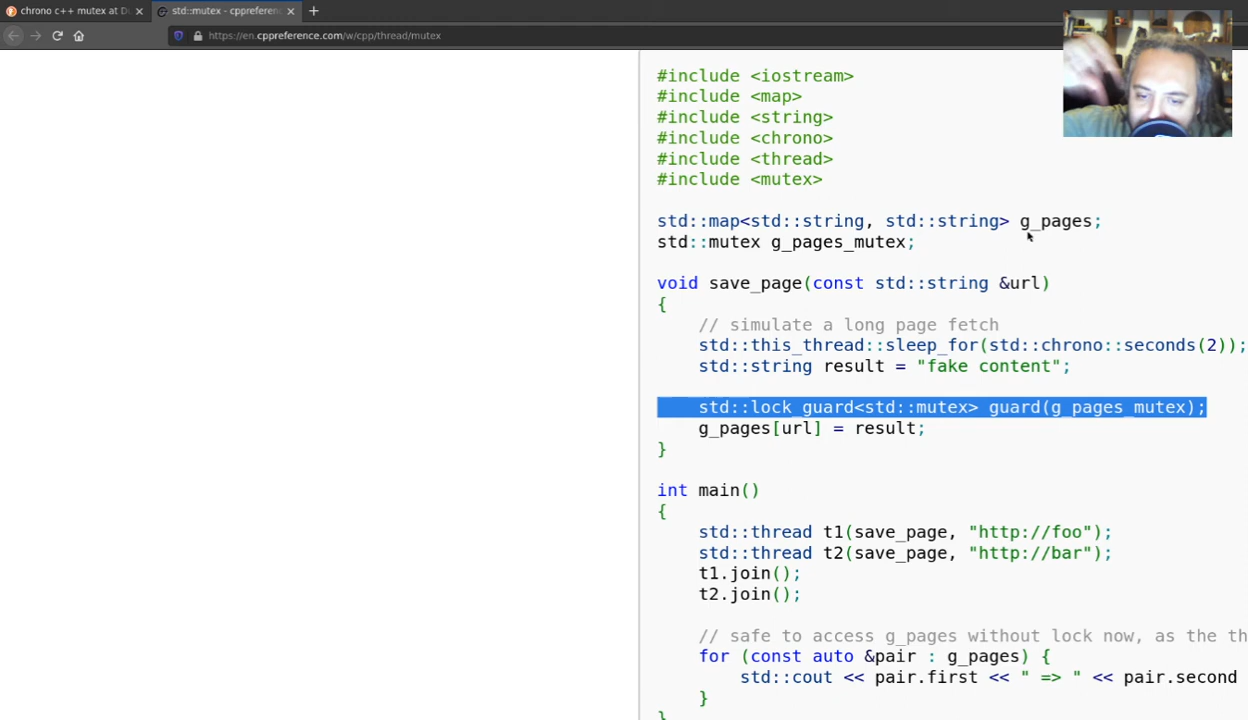 chrono c++ mutex at D
std::mutex - cppreferenc
https://en.cppreference.com/w/cpp/thread/mutex
#include <iostream>
#include <map>
#include <string>
#include <chrono>
#include <thread>
#include <mutex>
std::map<std::string, std::string> g_pages;
std::mutex g_pages_mutex;
void save_page(const std::string &url)
{
    // simulate a long page fetch
    std::this_thread::sleep_for(std::chrono::seconds(2));
    std::string result = "fake content";
    std::lock_guard<std::mutex> guard(g_pages_mutex);
    g_pages[url] = result;
}
int main()
{
    std::thread t1(save_page, "http://foo");
    std::thread t2(save_page, "http://bar");
    t1.join();
    t2.join();
    // safe to access g_pages without lock now, as the th
    for (const auto &pair : g_pages) {
        std::cout << pair.first << " => " << pair.second
    }
}